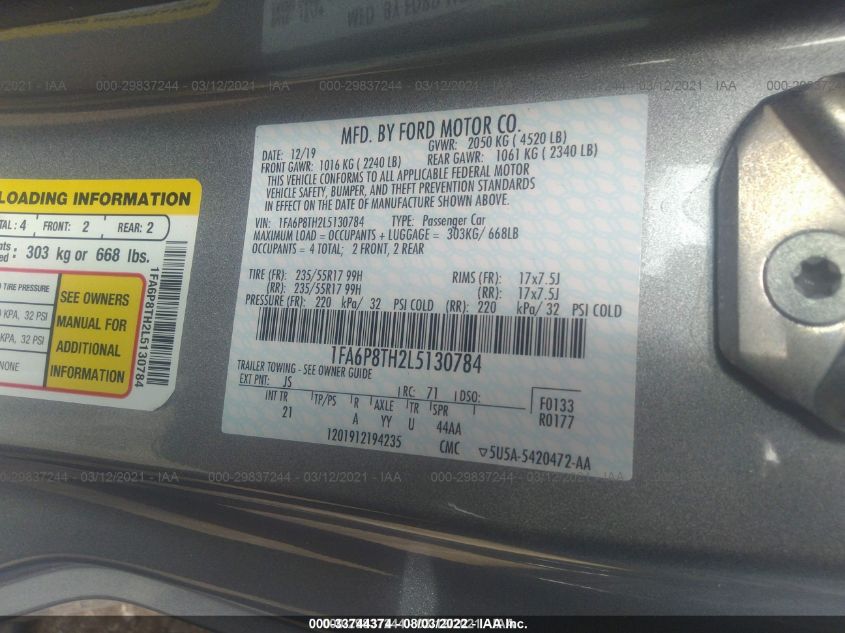 000-29837244 - 03/12/2021 - IAA
MFD. BY FORD MOTOR CO.
DATE: 12/19 GVWR: 2050 KG ( 4520 LB)
FRONT GAWR: 1016 KG ( 2240 LB) REAR GAWR: 1061 KG ( 2340 LB)
THIS VEHICLE CONFORMS TO ALL APPLICABLE FEDERAL MOTOR
VEHICLE SAFETY, BUMPER, AND THEFT PREVENTION STANDARDS
IN EFFECT ON THE DATE OF MANUFACTURE SHOWN ABOVE.
VIN: 1FA6P8TH2L5130784 TYPE: Passenger Car
MAXIMUM LOAD = OCCUPANTS + LUGGAGE = 303KG/ 668LB
OCCUPANTS = 4 TOTAL; 2 FRONT, 2 REAR
TIRE (FR): 235/55R17 99H RIMS (FR): 17x7.5J
(RR): 235/55R17 99H (RR): 17x7.5J
PRESSURE (FR): 220 kPa/ 32 PSI COLD (RR): 220 kPa/ 32 PSI COLD
1FA6P8TH2L5130784
TRAILER TOWING - SEE OWNER GUIDE
EXT PNT: JS RC: 71 DSO: F0133
R0177
INT TR TP/PS R AXLE TR SPR
21 A YY U 44AA
1201912194235 CMC ▽5U5A-5420472-AA
LOADING INFORMATION
4 FRONT: 2 REAR: 2
303 kg or 668 lbs.
TIRE PRESSURE
KPA, 32 PSI
KPA, 32 PSI
NONE
SEE OWNERS
MANUAL FOR
ADDITIONAL
INFORMATION
1FA6P8TH2L5130784
000-29837244 - 03/12/2021 - IAA
000-33744374 - 08/03/2022 - IAA Inc.